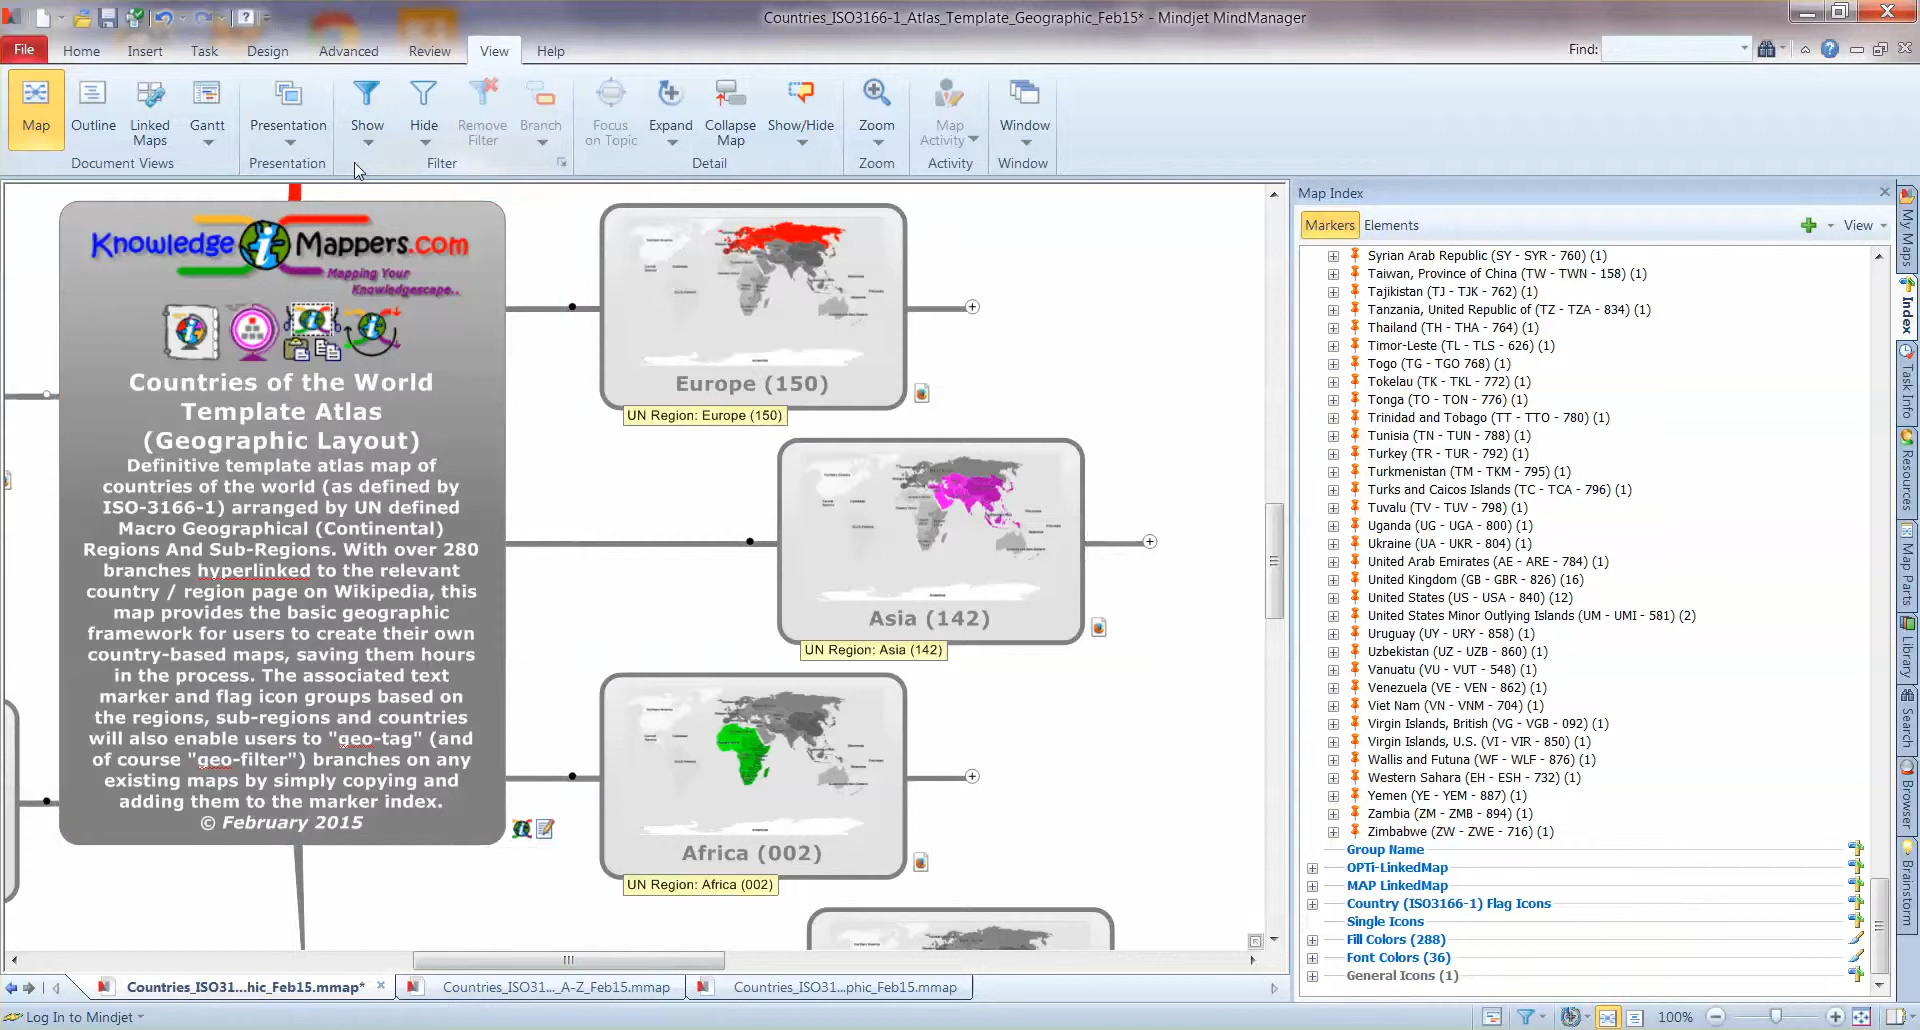 Countries_ISO3166-1_Atlas_Template_Geographic_Feb15* - Mindjet MindManager
File
Home
Insert
Task
Design
Advanced
Review
View
Help
Find:
Map
Outline
Linked Maps
Gantt
Presentation
Show
Hide
Remove Filter
Branch
Focus on Topic
Expand
Collapse Map
Show/Hide
Zoom
Map Activity
Window
Document Views
Presentation
Filter
Detail
Zoom
Activity
Window
KnowledgeMappers.com
Mapping Your
Knowledgescape..
Countries of the World
Template Atlas
(Geographic Layout)
Definitive template atlas map of
countries of the world (as defined by
ISO-3166-1) arranged by UN defined
Macro Geographical (Continental)
Regions And Sub-Regions. With over 280
branches hyperlinked to the relevant
country / region page on Wikipedia, this
map provides the basic geographic
framework for users to create their own
country-based maps, saving them hours
in the process. The associated text
marker and flag icon groups based on
the regions, sub-regions and countries
will also enable users to "geo-tag" (and
of course "geo-filter") branches on any
existing maps by simply copying and
adding them to the marker index.
© February 2015
Europe (150)
UN Region: Europe (150)
Asia (142)
UN Region: Asia (142)
Africa (002)
UN Region: Africa (002)
Map Index
Markers
Elements
View
Syrian Arab Republic (SY - SYR - 760) (1)
Taiwan, Province of China (TW - TWN - 158) (1)
Tajikistan (TJ - TJK - 762) (1)
Tanzania, United Republic of (TZ - TZA - 834) (1)
Thailand (TH - THA - 764) (1)
Timor-Leste (TL - TLS - 626) (1)
Togo (TG - TGO 768) (1)
Tokelau (TK - TKL - 772) (1)
Tonga (TO - TON - 776) (1)
Trinidad and Tobago (TT - TTO - 780) (1)
Tunisia (TN - TUN - 788) (1)
Turkey (TR - TUR - 792) (1)
Turkmenistan (TM - TKM - 795) (1)
Turks and Caicos Islands (TC - TCA - 796) (1)
Tuvalu (TV - TUV - 798) (1)
Uganda (UG - UGA - 800) (1)
Ukraine (UA - UKR - 804) (1)
United Arab Emirates (AE - ARE - 784) (1)
United Kingdom (GB - GBR - 826) (16)
United States (US - USA - 840) (12)
United States Minor Outlying Islands (UM - UMI - 581) (2)
Uruguay (UY - URY - 858) (1)
Uzbekistan (UZ - UZB - 860) (1)
Vanuatu (VU - VUT - 548) (1)
Venezuela (VE - VEN - 862) (1)
Viet Nam (VN - VNM - 704) (1)
Virgin Islands, British (VG - VGB - 092) (1)
Virgin Islands, U.S. (VI - VIR - 850) (1)
Wallis and Futuna (WF - WLF - 876) (1)
Western Sahara (EH - ESH - 732) (1)
Yemen (YE - YEM - 887) (1)
Zambia (ZM - ZMB - 894) (1)
Zimbabwe (ZW - ZWE - 716) (1)
Group Name
OPTi-LinkedMap
MAP LinkedMap
Country (ISO3166-1) Flag Icons
Single Icons
Fill Colors (288)
Font Colors (36)
General Icons (1)
My Maps
Index
Task Info
Resources
Map Parts
Library
Search
Browser
Brainstorm
Countries_ISO31...hic_Feb15.mmap*
Countries_ISO31..._A-Z_Feb15.mmap
Countries_ISO31...phic_Feb15.mmap
Log In to Mindjet
100%